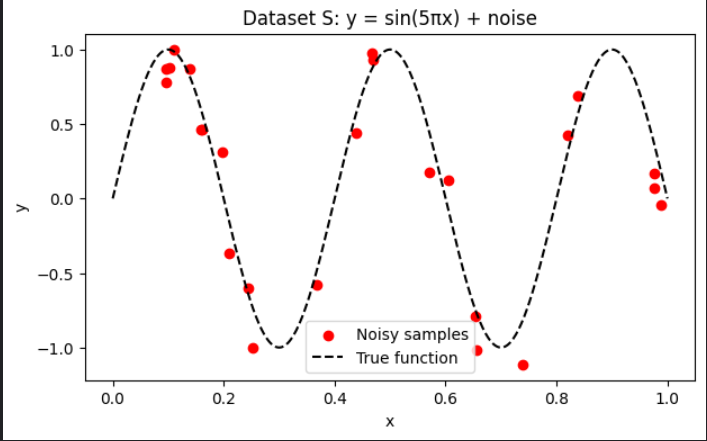 Dataset S: y = sin(5πx) + noise
1.0
0.5
0.0
−0.5
−1.0
y
Noisy samples
True function
0.0 0.2 0.4 0.6 0.8 1.0
x